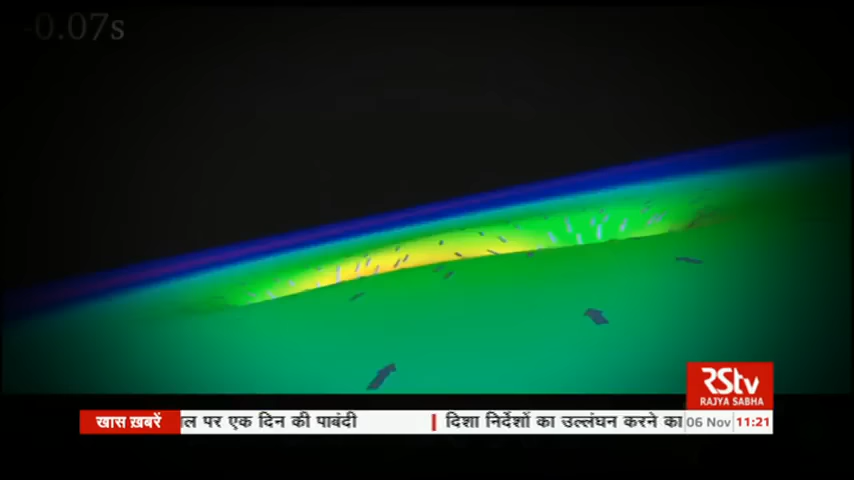 -0.07s
RStv
RAJYA SABHA
खास ख़बरें पर एक दिन की पाबंदी | दिशा निर्देशों का उल्लंघन करने का 06 Nov 11:21